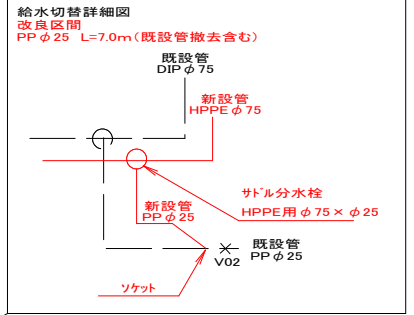 給水切替詳細図
改良区間
PPφ25 L=7.0m(既設管撤去含む)
既設管
DIPφ75
新設管
HPPEφ75
サドル分水栓
HPPE用φ75×φ25
新設管
PPφ25
V02
既設管
PPφ25
ソケット